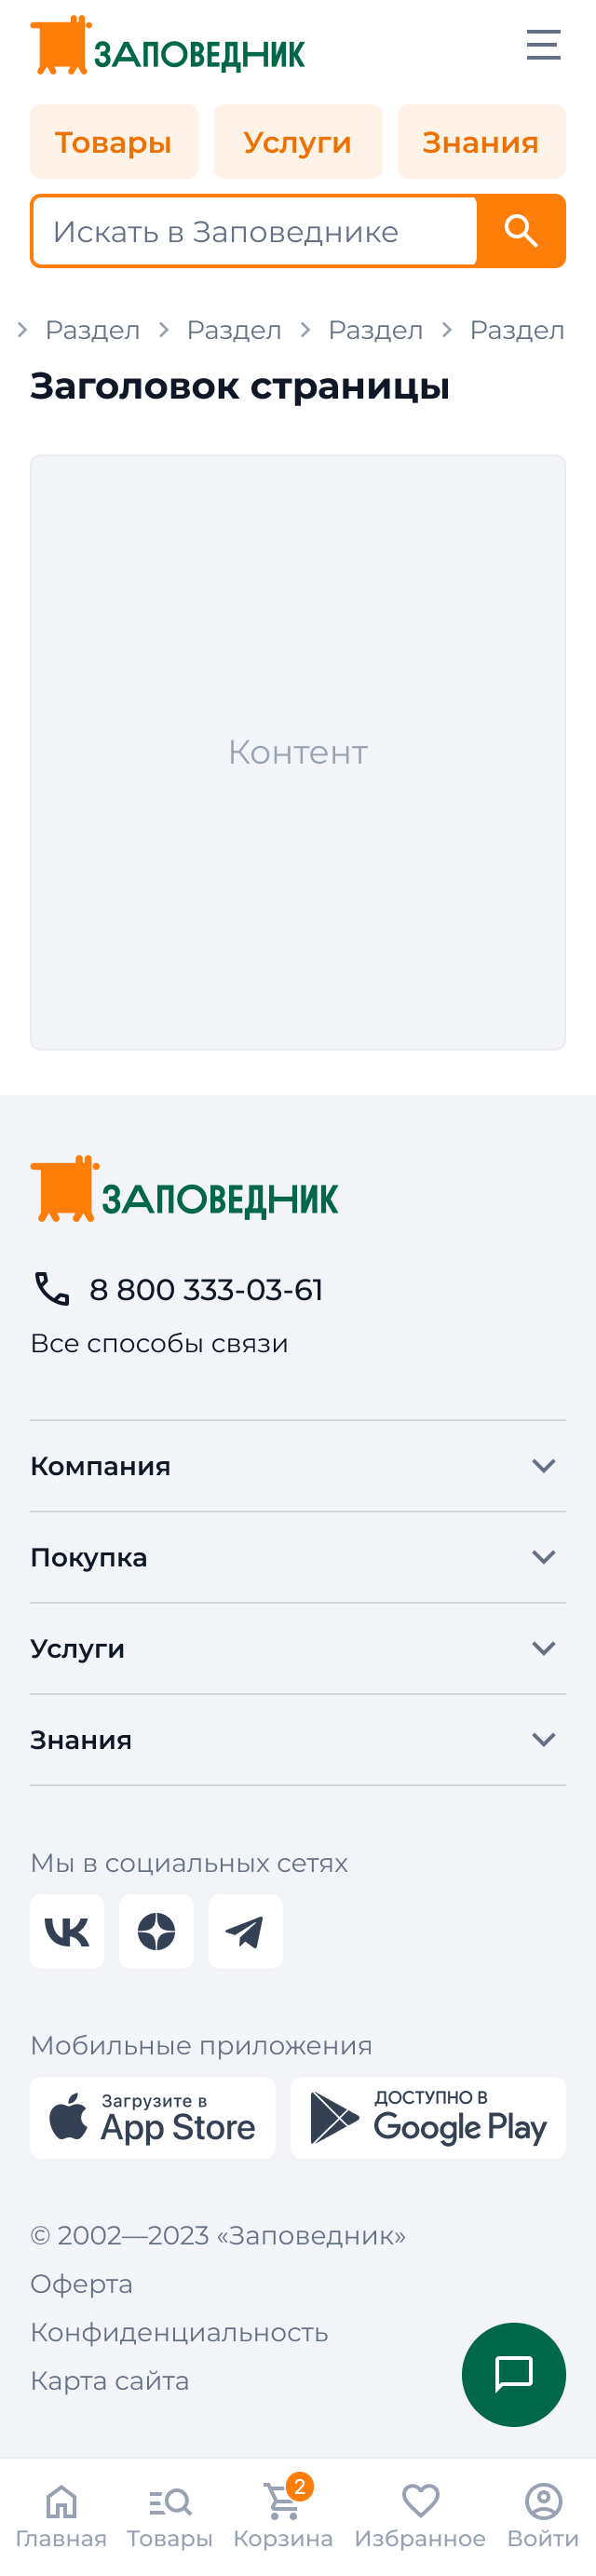 ЗАПОВЕДНИК
Товары Услуги Знания
Искать в Заповеднике
Раздел Раздел Раздел Раздел
Заголовок страницы
Контент
ЗАПОВЕДНИК
8 800 333-03-61
Все способы связи
Компания
Покупка
Услуги
Знания
Мы в социальных сетях
Мобильные приложения
Загрузите в
App Store
ДОСТУПНО В
Google Play
© 2002—2023 «Заповедник»
Оферта
Конфиденциальность
Карта сайта
2
Главная Товары Корзина Избранное Войти